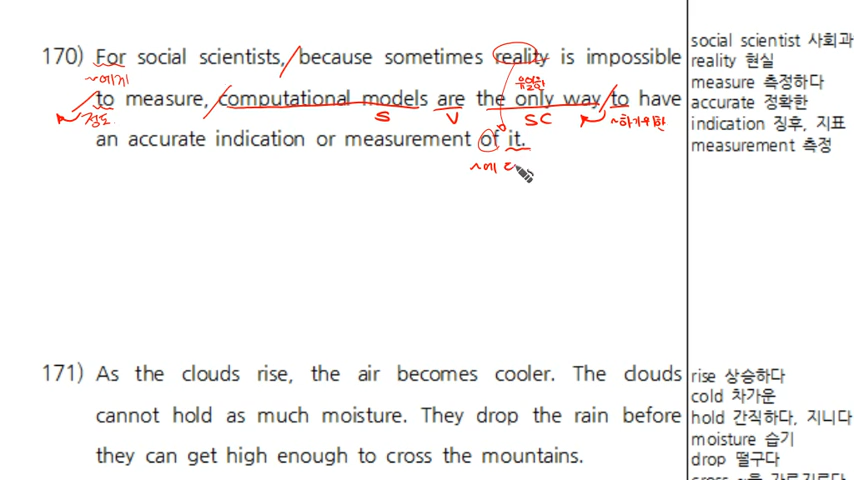 170) For social scientists, because sometimes reality is impossible
~에게
유일한
to measure, computational models are the only way to have
정도
S
V
SC
~하기 위한
an accurate indication or measurement of it.
~에
171) As the clouds rise, the air becomes cooler. The clouds
cannot hold as much moisture. They drop the rain before
they can get high enough to cross the mountains.
social scientist 사회과
reality 현실
measure 측정하다
accurate 정확한
indication 징후, 지표
measurement 측정
rise 상승하다
cold 차가운
hold 간직하다, 지니다
moisture 습기
drop 떨구다